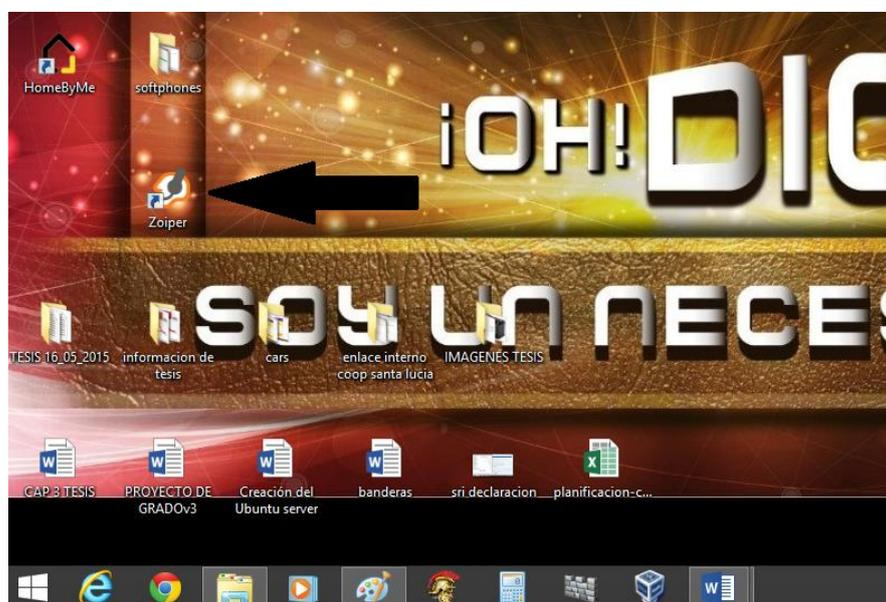 HomeByMe
softphones
¡OH! DIO
Zoiper
SOY UN NECES
TESIS 16_05_2015
informacion de
tesis
cars
enlace interno
coop santa lucia
IMAGENES TESIS
CAP 3 TESIS
PROYECTO DE
GRADOv3
Creación del
Ubuntu server
banderas
sri declaracion
planificacion-c...